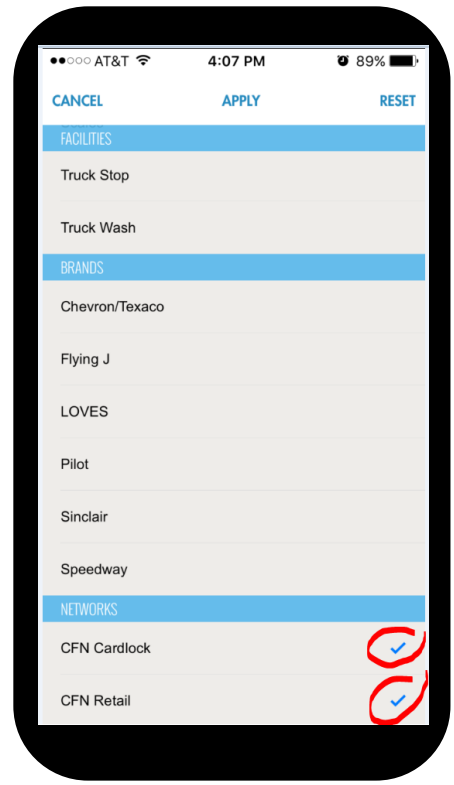 AT&T 4:07 PM 89%
CANCEL APPLY RESET
FACILITIES
Truck Stop
Truck Wash
BRANDS
Chevron/Texaco
Flying J
LOVES
Pilot
Sinclair
Speedway
NETWORKS
CFN Cardlock
CFN Retail